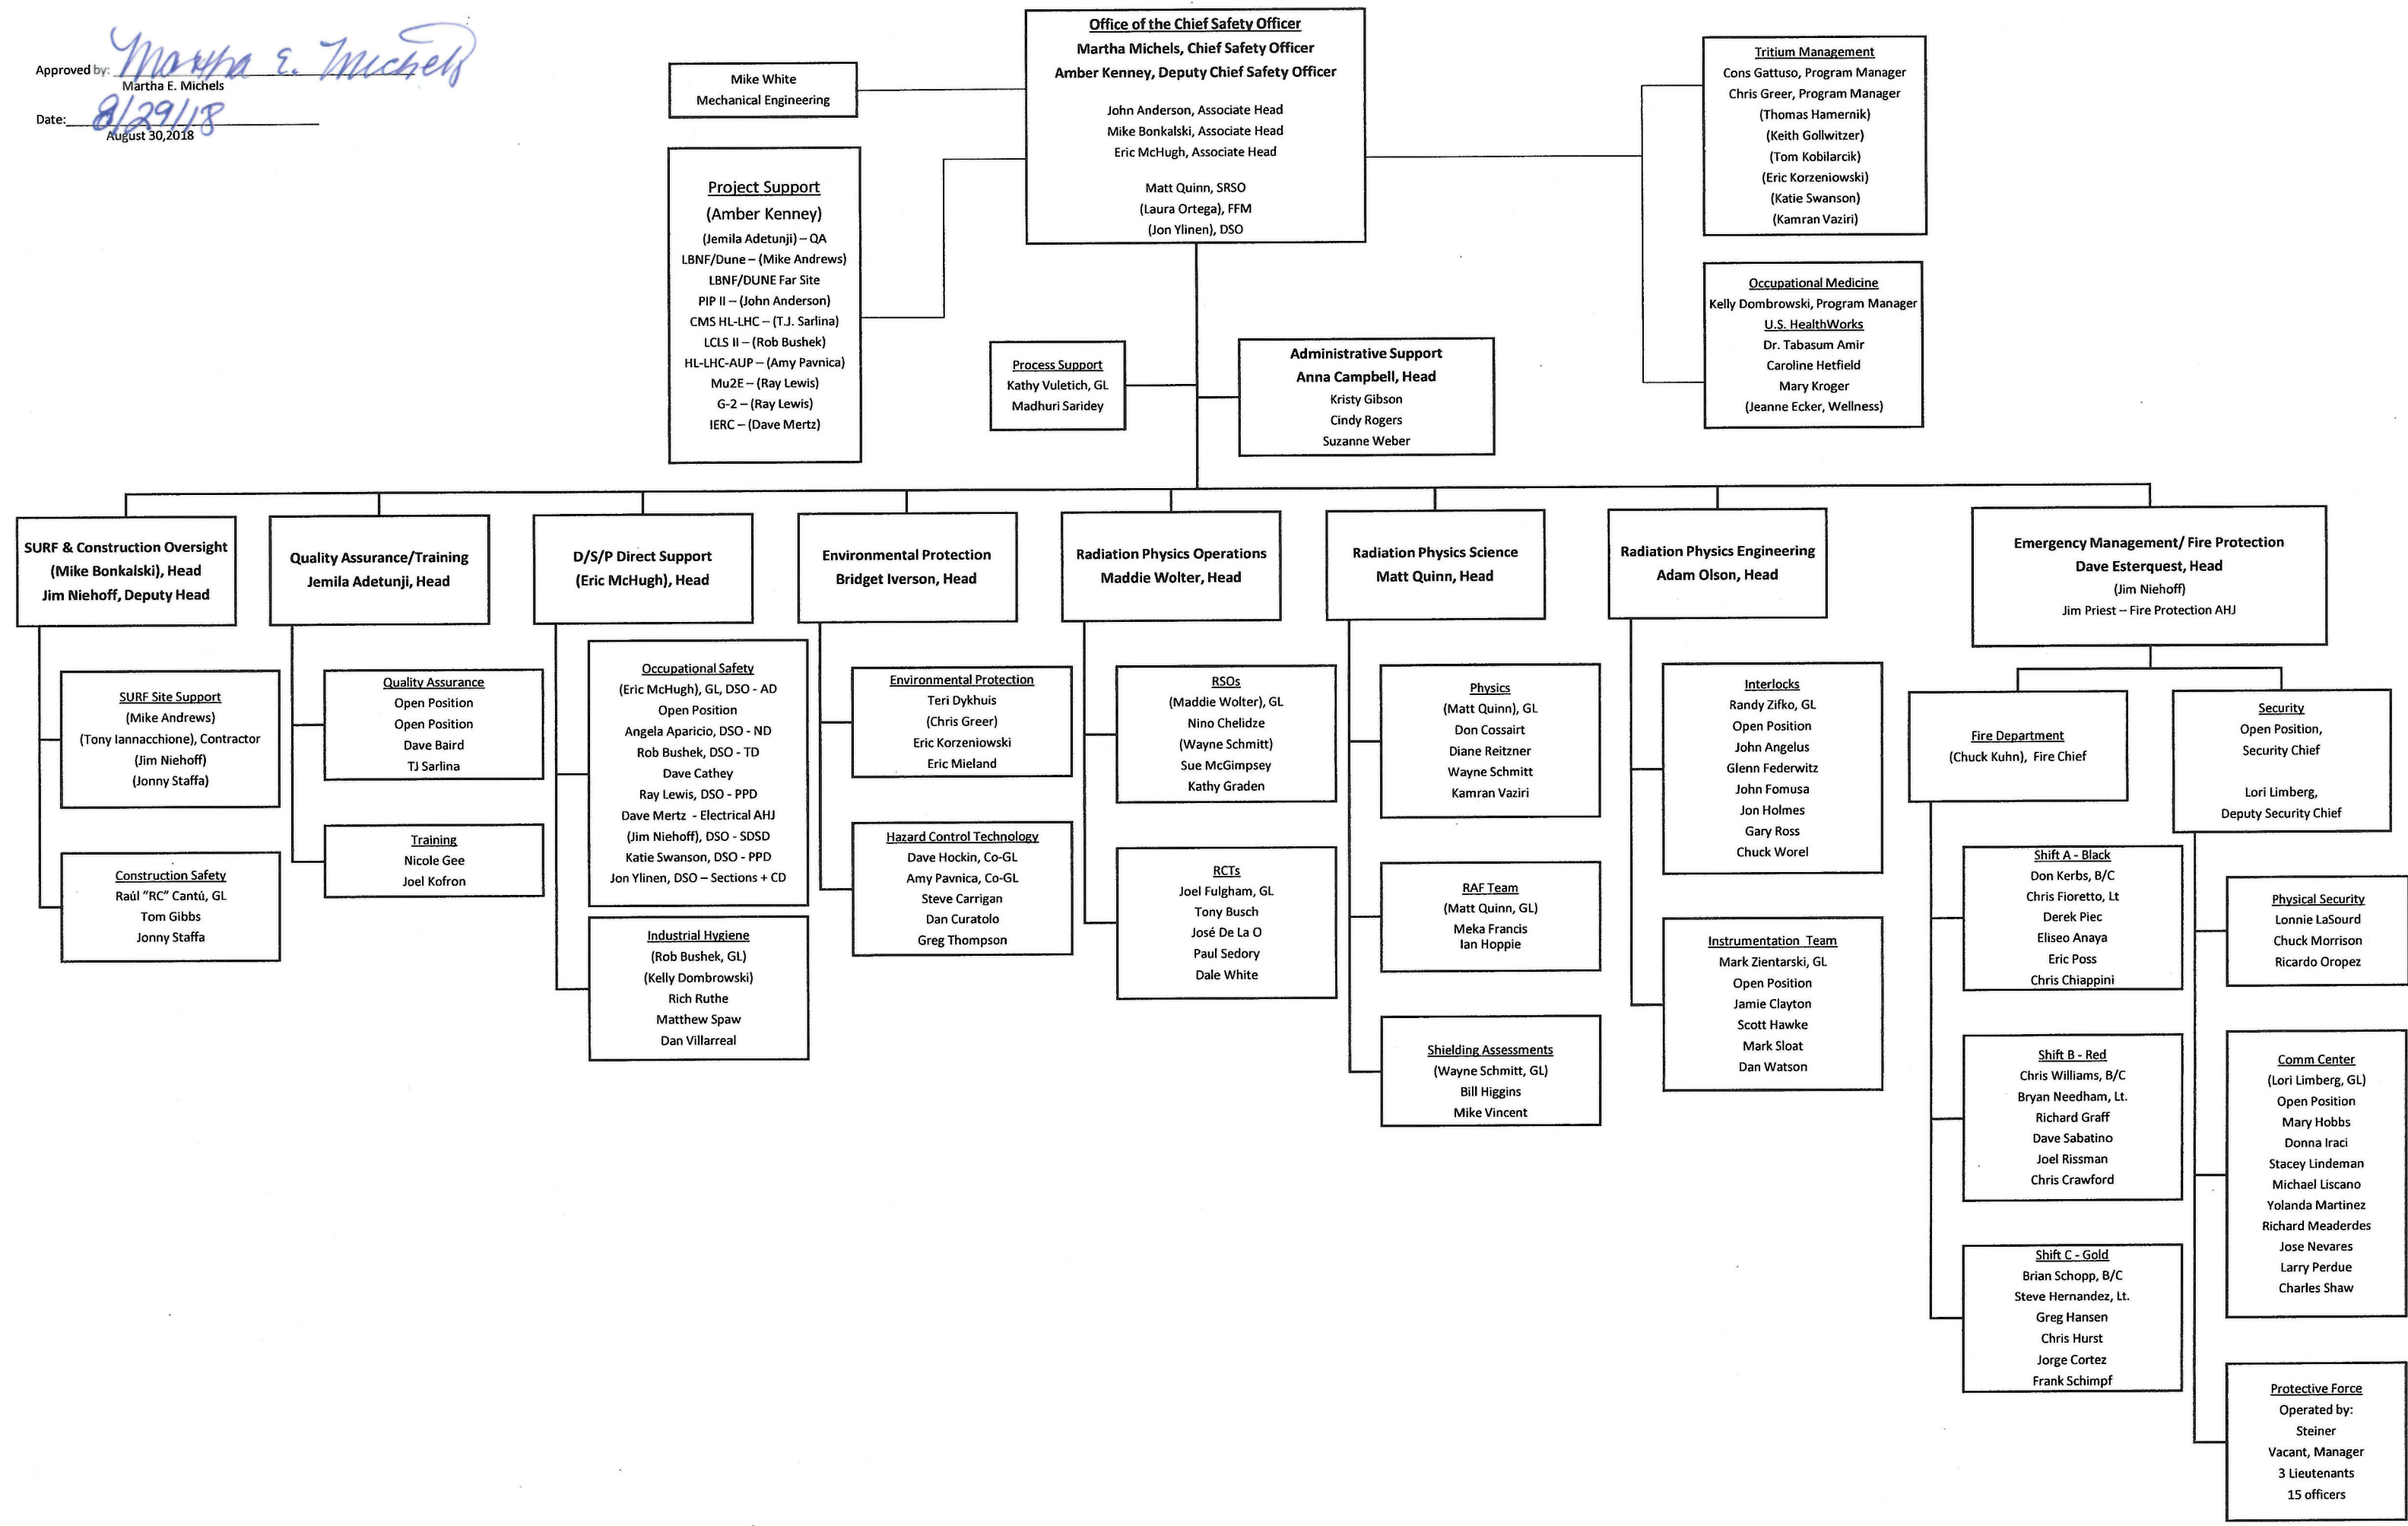 Approved by: Martha E. Michels
Martha E. Michels
Date: 8/29/18
August 30,2018
Office of the Chief Safety Officer
Martha Michels, Chief Safety Officer
Amber Kenney, Deputy Chief Safety Officer
John Anderson, Associate Head
Mike Bonkalski, Associate Head
Eric McHugh, Associate Head
Matt Quinn, SRSO
(Laura Ortega), FFM
(Jon Ylinen), DSO
Mike White
Mechanical Engineering
Project Support
(Amber Kenney)
(Jemila Adetunji) – QA
LBNF/Dune – (Mike Andrews)
LBNF/DUNE Far Site
PIP II – (John Anderson)
CMS HL-LHC – (T.J. Sarlina)
LCLS II – (Rob Bushek)
HL-LHC-AUP – (Amy Pavnica)
Mu2E – (Ray Lewis)
G-2 – (Ray Lewis)
IERC – (Dave Mertz)
Tritium Management
Cons Gattuso, Program Manager
Chris Greer, Program Manager
(Thomas Hamernik)
(Keith Gollwitzer)
(Tom Kobilarcik)
(Eric Korzeniowski)
(Katie Swanson)
(Kamran Vaziri)
Occupational Medicine
Kelly Dombrowski, Program Manager
U.S. HealthWorks
Dr. Tabasum Amir
Caroline Hetfield
Mary Kroger
(Jeanne Ecker, Wellness)
Process Support
Kathy Vuletich, GL
Madhuri Saridey
Administrative Support
Anna Campbell, Head
Kristy Gibson
Cindy Rogers
Suzanne Weber
SURF & Construction Oversight
(Mike Bonkalski), Head
Jim Niehoff, Deputy Head
SURF Site Support
(Mike Andrews)
(Tony Iannacchione), Contractor
(Jim Niehoff)
(Jonny Staffa)
Construction Safety
Raúl "RC" Cantú, GL
Tom Gibbs
Jonny Staffa
Quality Assurance/Training
Jemila Adetunji, Head
Quality Assurance
Open Position
Open Position
Dave Baird
TJ Sarlina
Training
Nicole Gee
Joel Kofron
D/S/P Direct Support
(Eric McHugh), Head
Occupational Safety
(Eric McHugh), GL, DSO - AD
Open Position
Angela Aparicio, DSO - ND
Rob Bushek, DSO - TD
Dave Cathey
Ray Lewis, DSO - PPD
Dave Mertz - Electrical AHJ
(Jim Niehoff), DSO - SDSD
Katie Swanson, DSO - PPD
Jon Ylinen, DSO – Sections + CD
Industrial Hygiene
(Rob Bushek, GL)
(Kelly Dombrowski)
Rich Ruthe
Matthew Spaw
Dan Villarreal
Environmental Protection
Bridget Iverson, Head
Environmental Protection
Teri Dykhuis
(Chris Greer)
Eric Korzeniowski
Eric Mieland
Hazard Control Technology
Dave Hockin, Co-GL
Amy Pavnica, Co-GL
Steve Carrigan
Dan Curatolo
Greg Thompson
Radiation Physics Operations
Maddie Wolter, Head
RSOs
(Maddie Wolter), GL
Nino Chelidze
(Wayne Schmitt)
Sue McGimpsey
Kathy Graden
RCTs
Joel Fulgham, GL
Tony Busch
José De La O
Paul Sedory
Dale White
Radiation Physics Science
Matt Quinn, Head
Physics
(Matt Quinn), GL
Don Cossairt
Diane Reitzner
Wayne Schmitt
Kamran Vaziri
RAF Team
(Matt Quinn, GL)
Meka Francis
Ian Hoppie
Shielding Assessments
(Wayne Schmitt, GL)
Bill Higgins
Mike Vincent
Radiation Physics Engineering
Adam Olson, Head
Interlocks
Randy Zifko, GL
Open Position
John Angelus
Glenn Federwitz
John Fomusa
Jon Holmes
Gary Ross
Chuck Worel
Instrumentation Team
Mark Zientarski, GL
Open Position
Jamie Clayton
Scott Hawke
Mark Sloat
Dan Watson
Emergency Management/ Fire Protection
Dave Esterquest, Head
(Jim Niehoff)
Jim Priest – Fire Protection AHJ
Fire Department
(Chuck Kuhn), Fire Chief
Shift A - Black
Don Kerbs, B/C
Chris Fioretto, Lt
Derek Piec
Eliseo Anaya
Eric Poss
Chris Chiappini
Shift B - Red
Chris Williams, B/C
Bryan Needham, Lt.
Richard Graff
Dave Sabatino
Joel Rissman
Chris Crawford
Shift C - Gold
Brian Schopp, B/C
Steve Hernandez, Lt.
Greg Hansen
Chris Hurst
Jorge Cortez
Frank Schimpf
Security
Open Position,
Security Chief
Lori Limberg,
Deputy Security Chief
Physical Security
Lonnie LaSourd
Chuck Morrison
Ricardo Oropez
Comm Center
(Lori Limberg, GL)
Open Position
Mary Hobbs
Donna Iraci
Stacey Lindeman
Michael Liscano
Yolanda Martinez
Richard Meaderdes
Jose Nevares
Larry Perdue
Charles Shaw
Protective Force
Operated by:
Steiner
Vacant, Manager
3 Lieutenants
15 officers